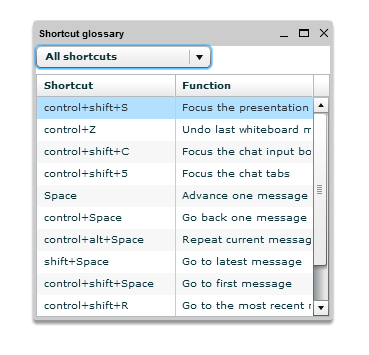 Shortcut glossary
All shortcuts
Shortcut Function
control+shift+S Focus the presentation
control+Z Undo last whiteboard m
control+shift+C Focus the chat input bo
control+shift+5 Focus the chat tabs
Space Advance one message
control+Space Go back one message
control+alt+Space Repeat current messag
shift+Space Go to latest message
control+shift+Space Go to first message
control+shift+R Go to the most recent r